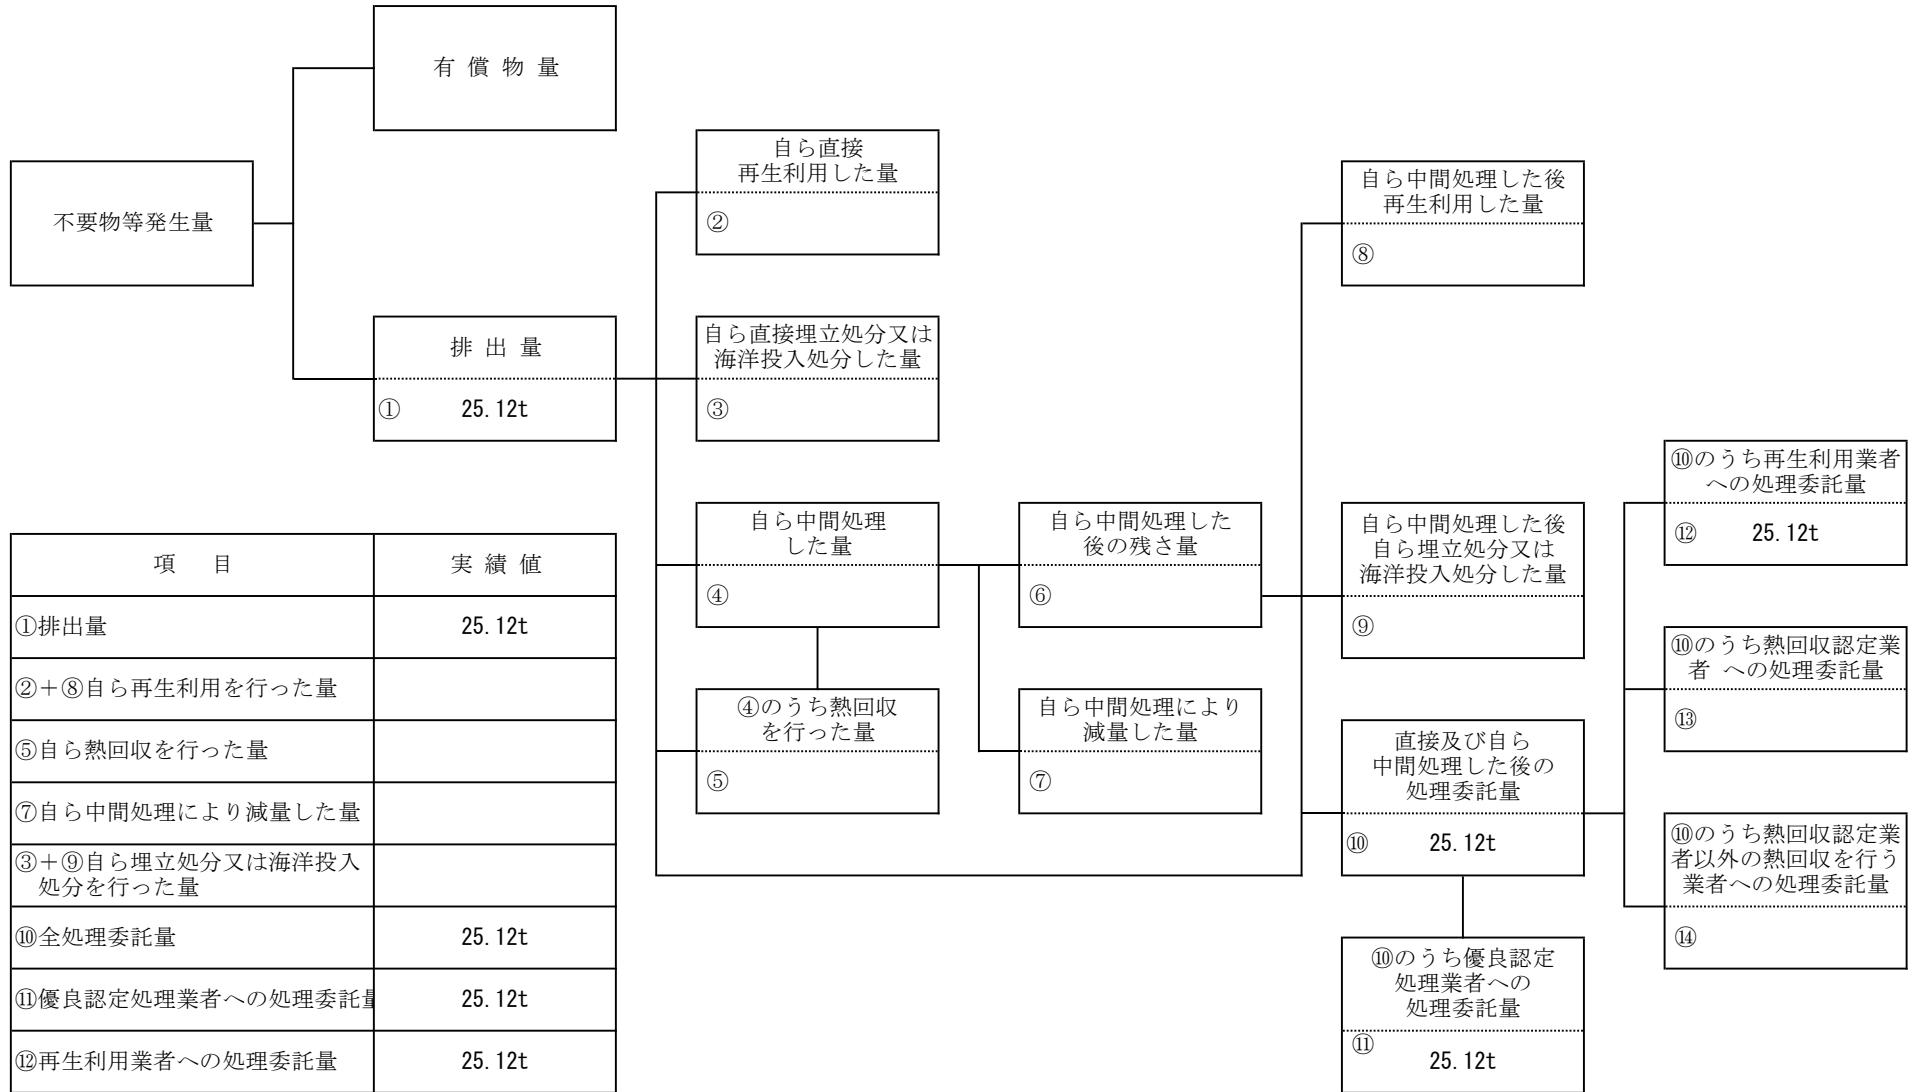 有 償 物 量
不要物等発生量
排 出 量
① 25.12t
自ら直接
再生利用した量
②
自ら直接埋立処分又は
海洋投入処分した量
③
自ら中間処理
した量
④
④のうち熱回収
を行った量
⑤
自ら中間処理した
後の残さ量
⑥
自ら中間処理により
減量した量
⑦
自ら中間処理した後
再生利用した量
⑧
自ら中間処理した後
自ら埋立処分又は
海洋投入処分した量
⑨
直接及び自ら
中間処理した後の
処理委託量
⑩ 25.12t
⑩のうち優良認定
処理業者への
処理委託量
⑪ 25.12t
⑩のうち再生利用業者
への処理委託量
⑫ 25.12t
⑩のうち熱回収認定業
者 への処理委託量
⑬
⑩のうち熱回収認定業
者以外の熱回収を行う
業者への処理委託量
⑭
項 目 実 績 値
①排出量 25.12t
②+⑧自ら再生利用を行った量
⑤自ら熱回収を行った量
⑦自ら中間処理により減量した量
③+⑨自ら埋立処分又は海洋投入
処分を行った量
⑩全処理委託量 25.12t
⑪優良認定処理業者への処理委託量 25.12t
⑫再生利用業者への処理委託量 25.12t